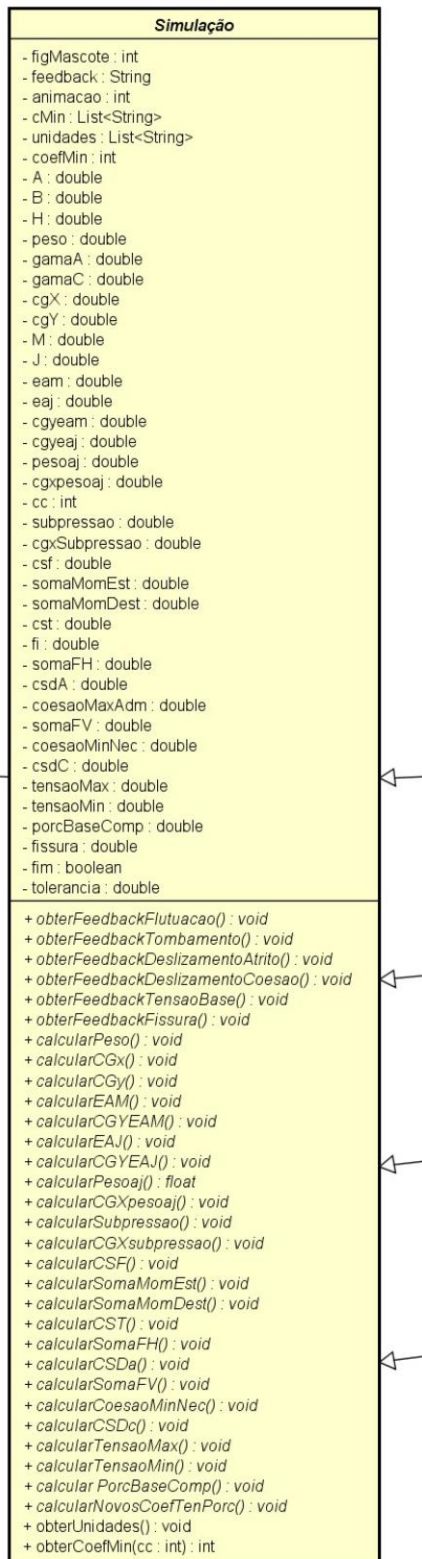 Simulação
- figMascote : int
- feedback : String
- animacao : int
- cMin : List<String>
- unidades : List<String>
- coefMin : int
- A : double
- B : double
- H : double
- peso : double
- gamaA : double
- gamaC : double
- cgX : double
- cgY : double
- M : double
- J : double
- eam : double
- eaj : double
- cgyeam : double
- cgyeaj : double
- pesoaj : double
- cgxpesoaj : double
- cc : int
- subpressao : double
- cgxSubpressao : double
- csf : double
- somaMomEst : double
- somaMomDest : double
- cst : double
- fi : double
- somaFH : double
- csdA : double
- coesaoMaxAdm : double
- somaFV : double
- coesaoMinNec : double
- csdC : double
- tensaoMax : double
- tensaoMin : double
- porcBaseComp : double
- fissura : double
- fim : boolean
- tolerancia : double
+ obterFeedbackFlutuacao() : void
+ obterFeedbackTombamento() : void
+ obterFeedbackDeslizamentoAtrito() : void
+ obterFeedbackDeslizamentoCoesao() : void
+ obterFeedbackTensaoBase() : void
+ obterFeedbackFissura() : void
+ calcularPeso() : void
+ calcularCGx() : void
+ calcularCGy() : void
+ calcularEAM() : void
+ calcularCGYEAM() : void
+ calcularEAJ() : void
+ calcularCGYEAJ() : void
+ calcularPesoaj() : float
+ calcularCGXpesoaj() : void
+ calcularSubpressao() : void
+ calcularCGXsubpressao() : void
+ calcularCSF() : void
+ calcularSomaMomEst() : void
+ calcularSomaMomDest() : void
+ calcularCST() : void
+ calcularSomaFH() : void
+ calcularCSDa() : void
+ calcularSomaFV() : void
+ calcularCoesaoMinNec() : void
+ calcularCSDc() : void
+ calcularTensaoMax() : void
+ calcularTensaoMin() : void
+ calcular PorcBaseComp() : void
+ calcularNovosCoefTenPorc() : void
+ obterUnidades() : void
+ obterCoefMin(cc : int) : int